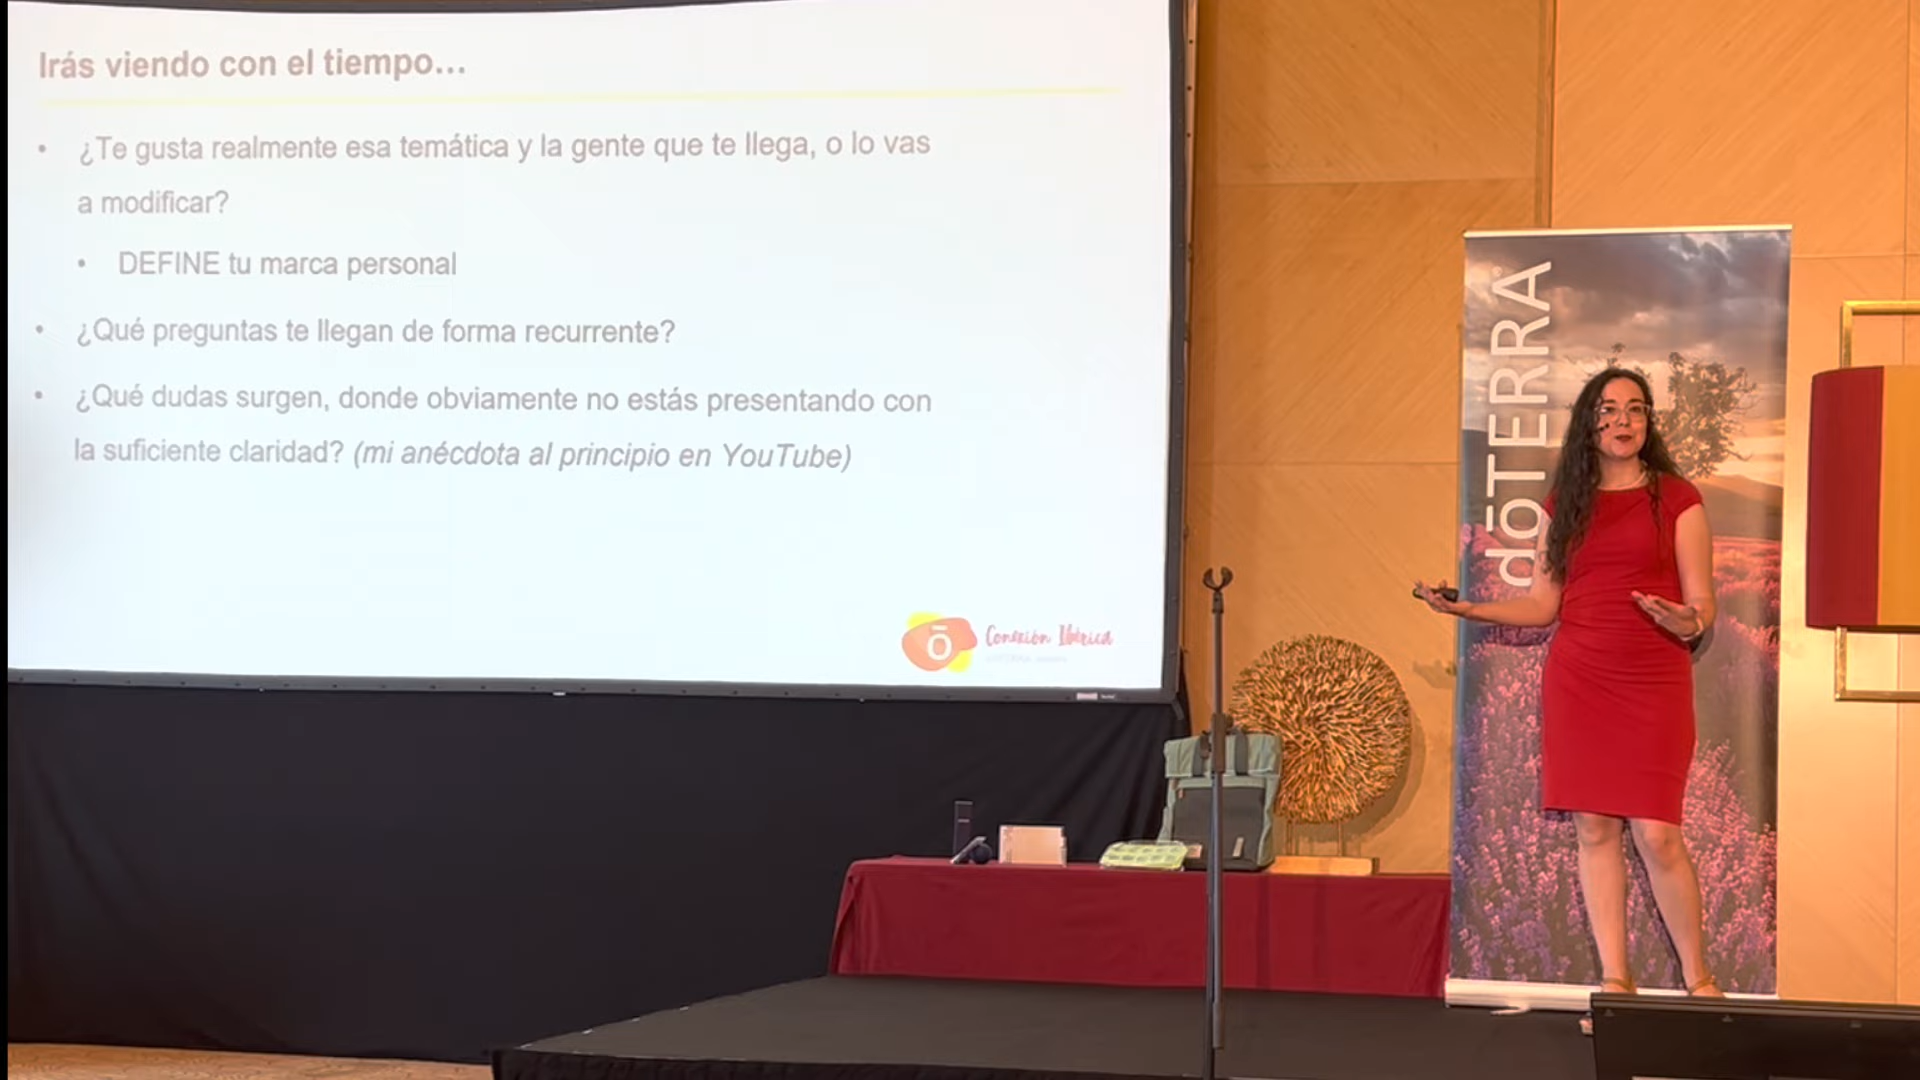 Irás viendo con el tiempo...
• ¿Te gusta realmente esa temática y la gente que te llega, o lo vas
a modificar?
• DEFINE tu marca personal
• ¿Qué preguntas te llegan de forma recurrente?
• ¿Qué dudas surgen, donde obviamente no estás presentando con
la suficiente claridad? (mi anécdota al principio en YouTube)
ō Conexión Ibérica
dōTERRA